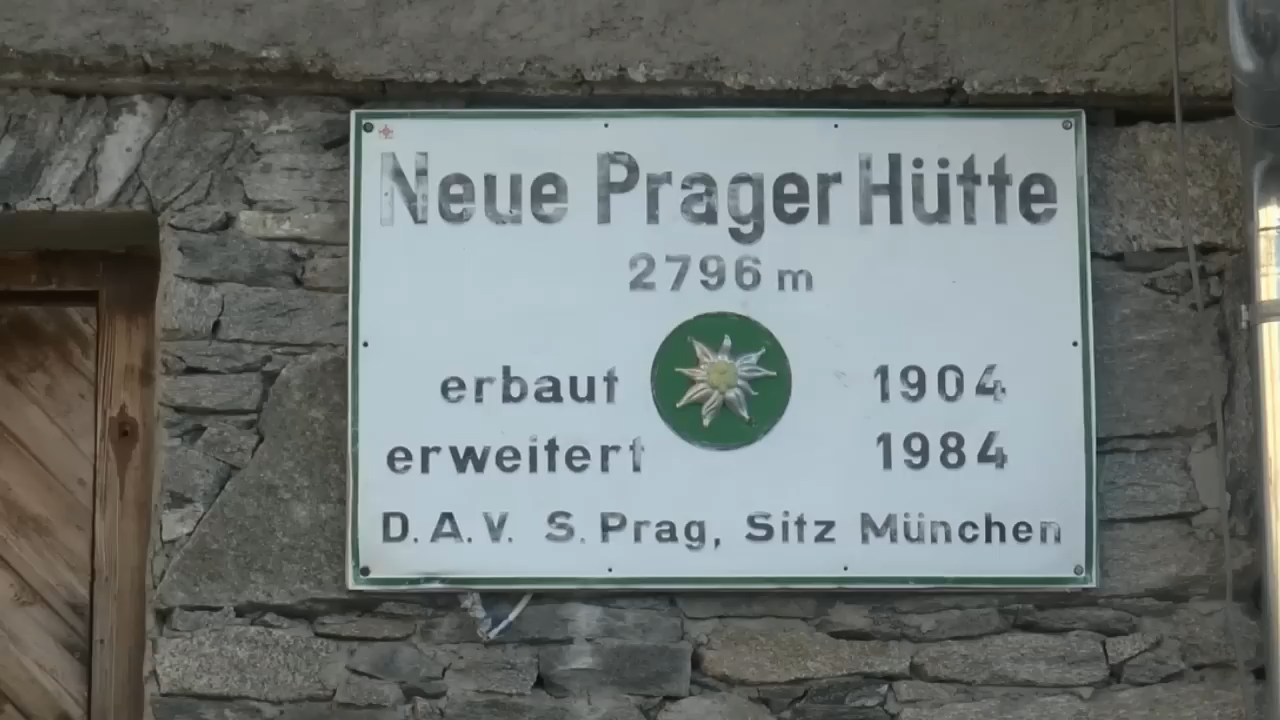 Neue Prager Hütte
2796 m
erbaut 1904
erweitert 1984
D.A.V. S. Prag, Sitz München